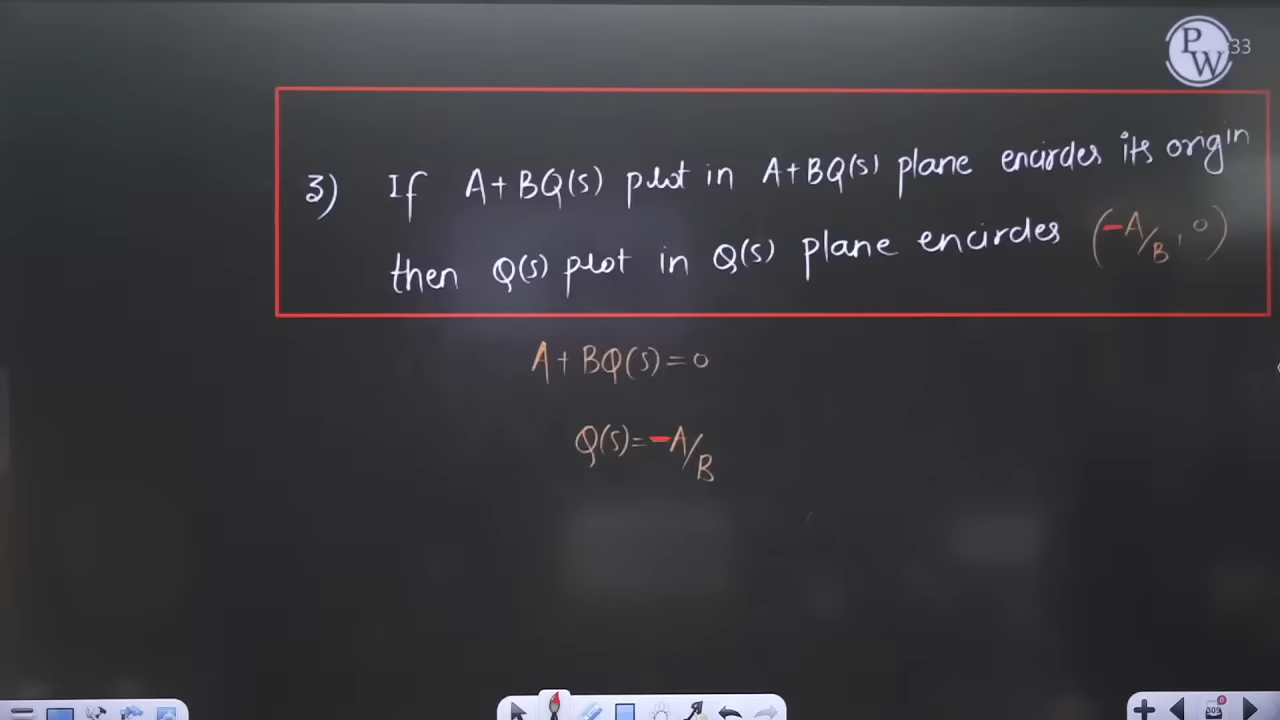 PW 33
3) If A+BQ(s) plot in A+BQ(s) plane encircles its origin
then Q(s) plot in Q(s) plane encircles (-A/B, 0)
A+BQ(s)=0
Q(s)=-A/B
309